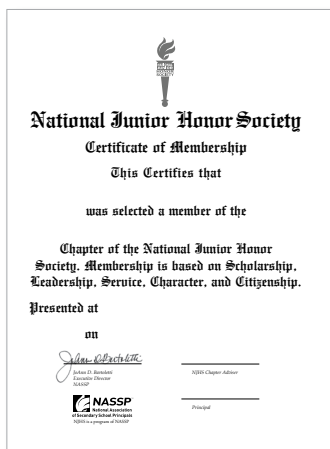 National Junior Honor Society
Certificate of Membership
This Certifies that
was selected a member of the
Chapter of the National Junior Honor
Society. Membership is based on Scholarship,
Leadership, Service, Character, and Citizenship.
Presented at
on
JoAnn D. Bartoletti
JoAnn D. Bartoletti
Executive Director
NASSP
NJHS Chapter Adviser
NASSP
National Association
of Secondary School Principals
NJHS is a program of NASSP
Principal